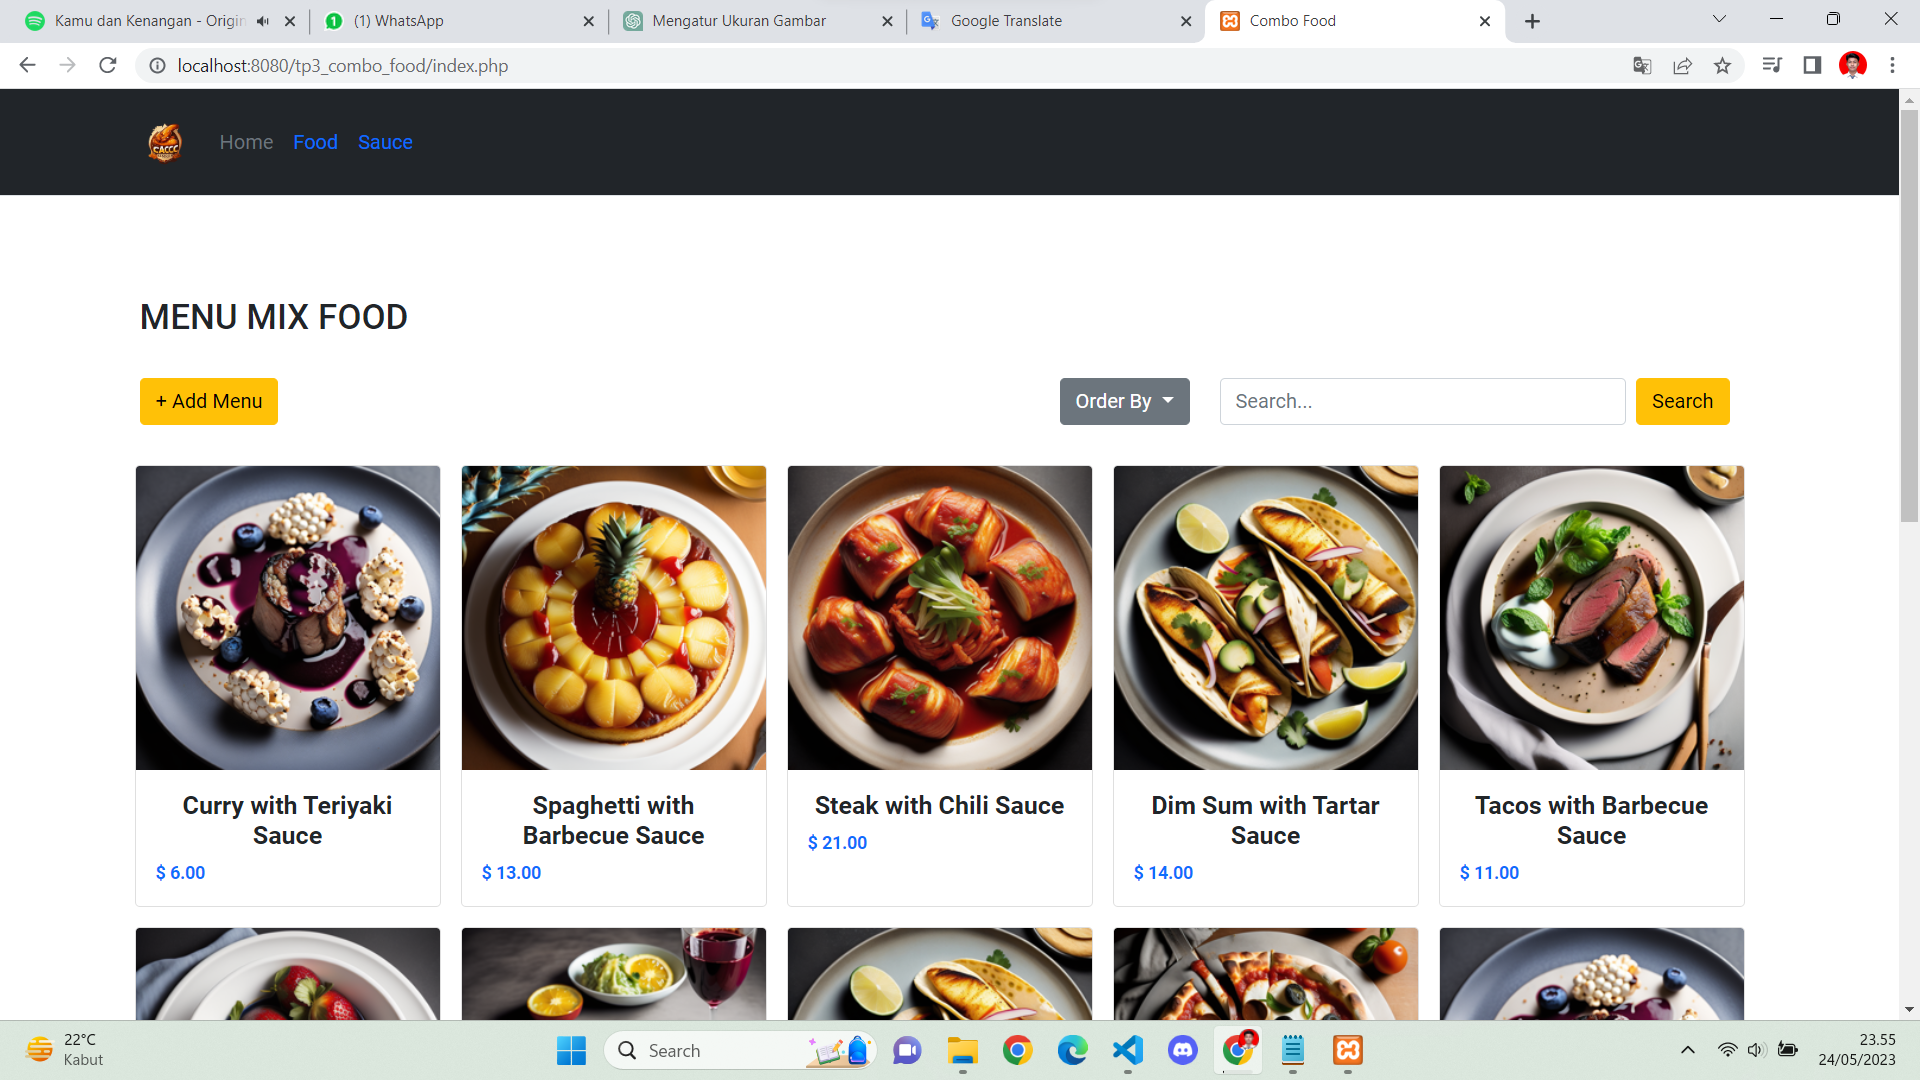 Kamu dan Kenangan - Origin
(1) WhatsApp
Mengatur Ukuran Gambar
Google Translate
Combo Food
localhost:8080/tp3_combo_food/index.php
CACCC
Home
Food
Sauce
MENU MIX FOOD
+ Add Menu
Order By
Search...
Search
Curry with Teriyaki
Sauce
$ 6.00
Spaghetti with
Barbecue Sauce
$ 13.00
Steak with Chili Sauce
$ 21.00
Dim Sum with Tartar
Sauce
$ 14.00
Tacos with Barbecue
Sauce
$ 11.00
22°C
Kabut
Search
23.55
24/05/2023